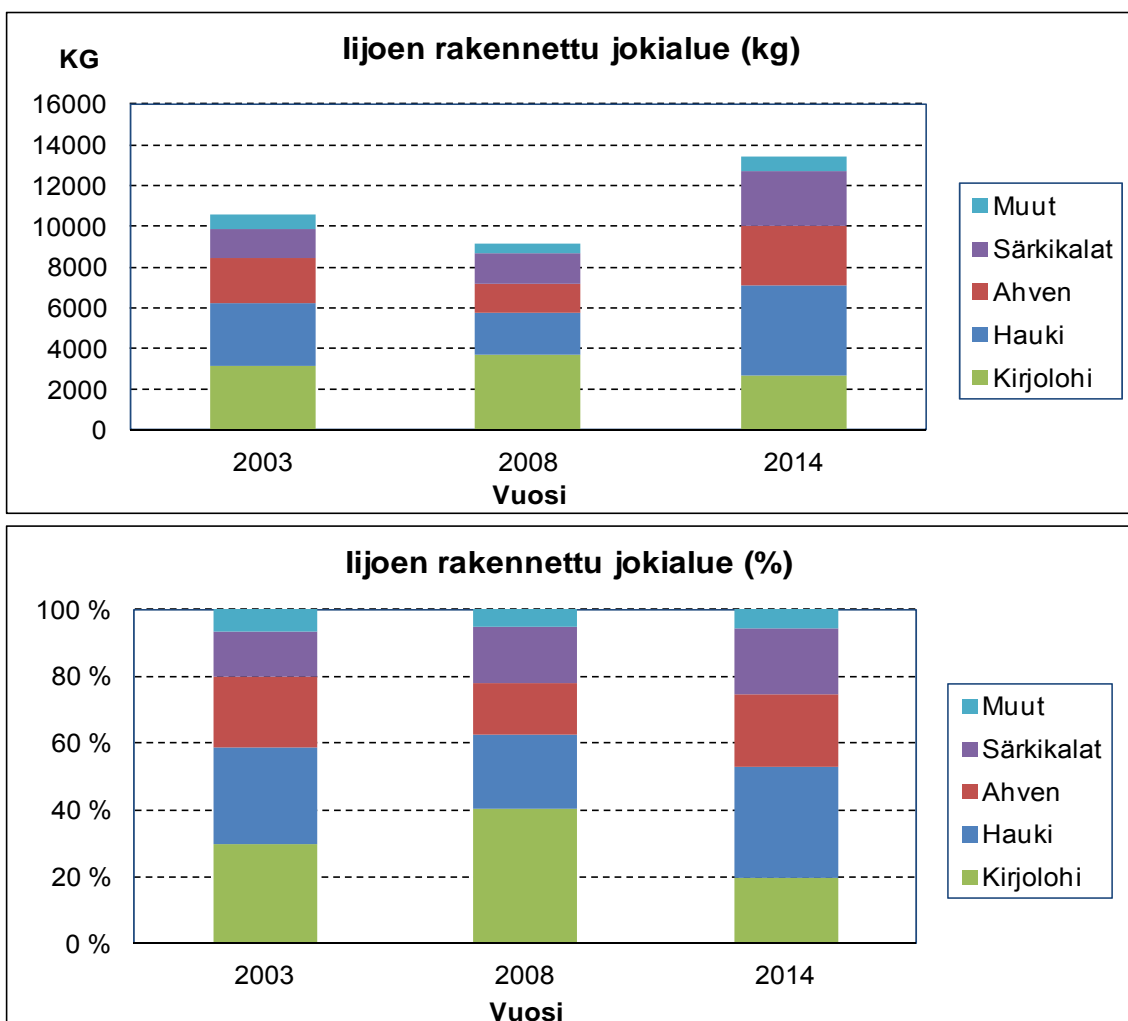 Iijoen rakennettu jokialue (kg)
KG
16000
14000
12000
10000
8000
6000
4000
2000
0
2003 2008 2014
Vuosi
Muut
Särkikalat
Ahven
Hauki
Kirjolohi
Iijoen rakennettu jokialue (%)
100 %
80 %
60 %
40 %
20 %
0 %
2003 2008 2014
Vuosi
Muut
Särkikalat
Ahven
Hauki
Kirjolohi